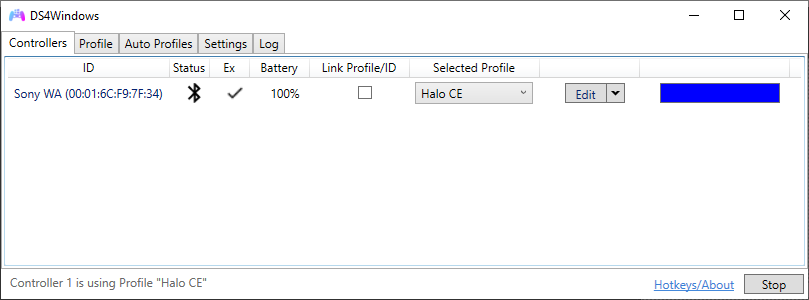 DS4Windows
Controllers Profile Auto Profiles Settings Log
ID Status Ex Battery Link Profile/ID Selected Profile
Sony WA (00:01:6C:F9:7F:34) 100% Halo CE Edit
Controller 1 is using Profile "Halo CE" Hotkeys/About Stop